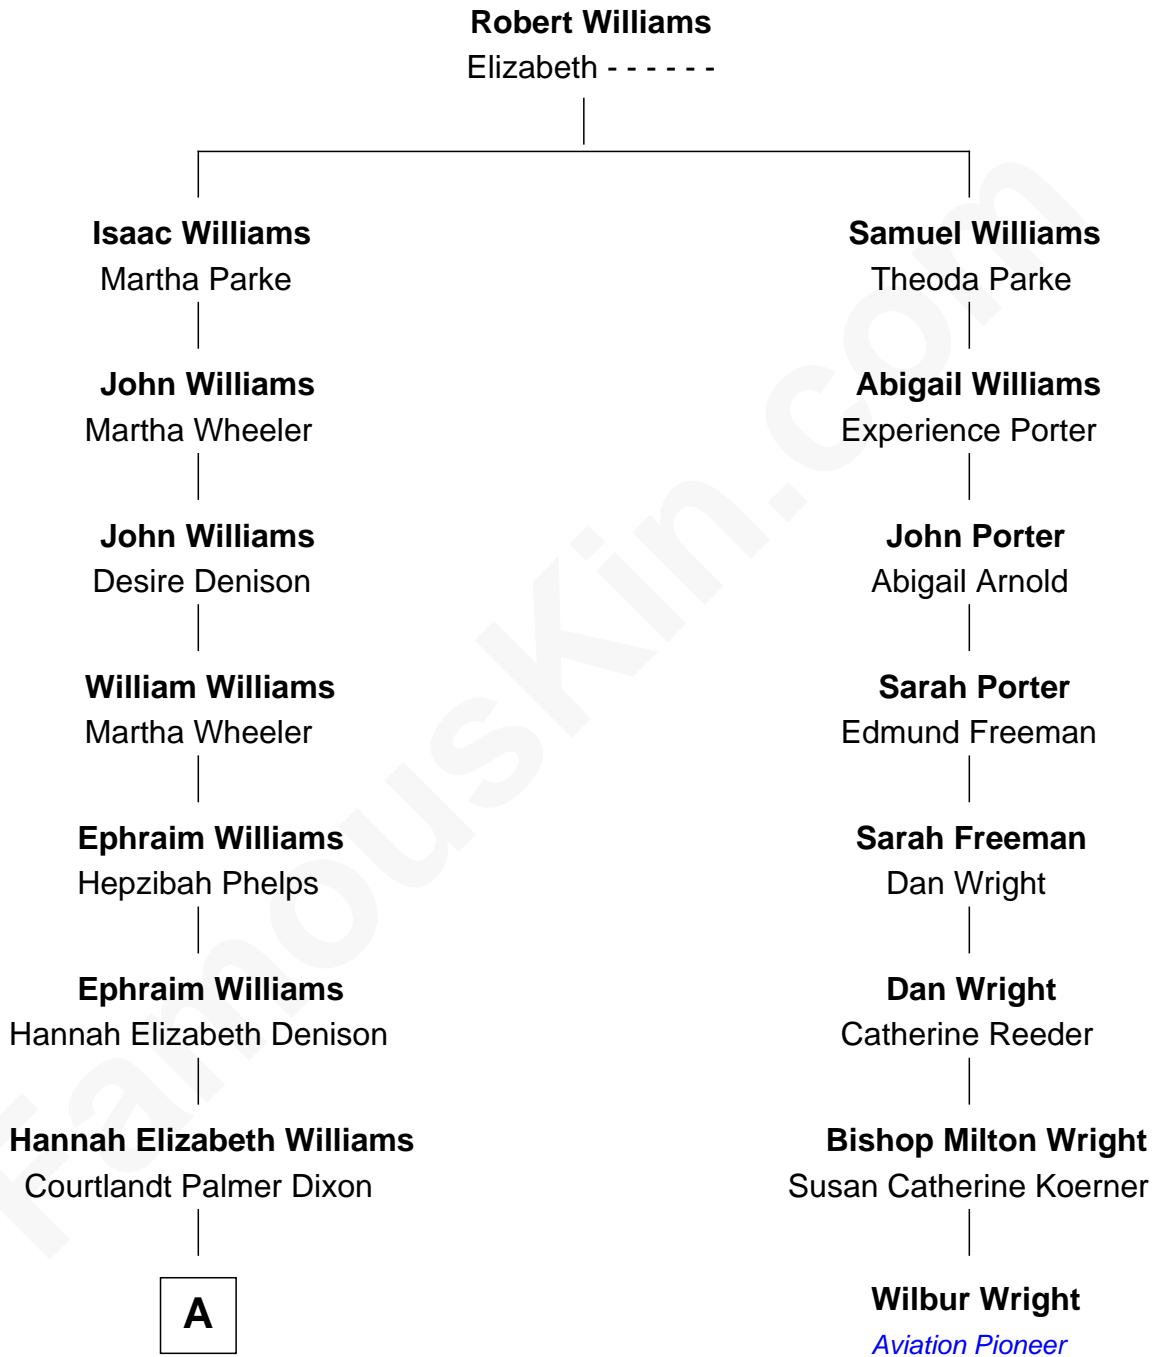 Robert Williams
Elizabeth - - - - - -
Isaac Williams
Martha Parke
John Williams
Martha Wheeler
John Williams
Desire Denison
William Williams
Martha Wheeler
Ephraim Williams
Hepzibah Phelps
Ephraim Williams
Hannah Elizabeth Denison
Hannah Elizabeth Williams
Courtlandt Palmer Dixon
A
Samuel Williams
Theoda Parke
Abigail Williams
Experience Porter
John Porter
Abigail Arnold
Sarah Porter
Edmund Freeman
Sarah Freeman
Dan Wright
Dan Wright
Catherine Reeder
Bishop Milton Wright
Susan Catherine Koerner
Wilbur Wright
Aviation Pioneer
FamousKin.com